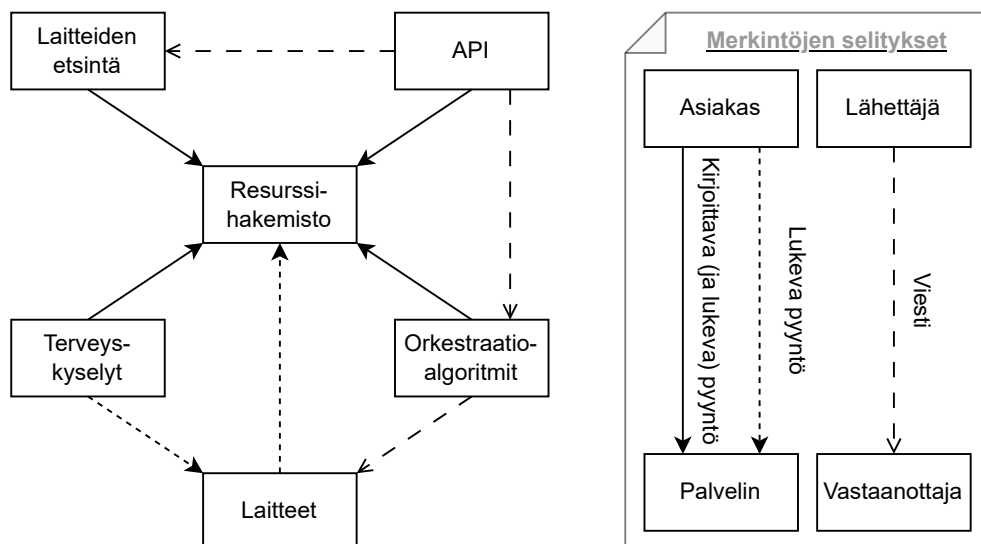 Laitteiden
etsintä
API
Resurssi-
hakemisto
Terveys-
kyselyt
Orkestraatio-
algoritmit
Laitteet
Merkintöjen selitykset
Asiakas
Lähettäjä
Kirjoittava (ja lukeva) pyyntö
Lukeva pyyntö
Viesti
Palvelin
Vastaanottaja